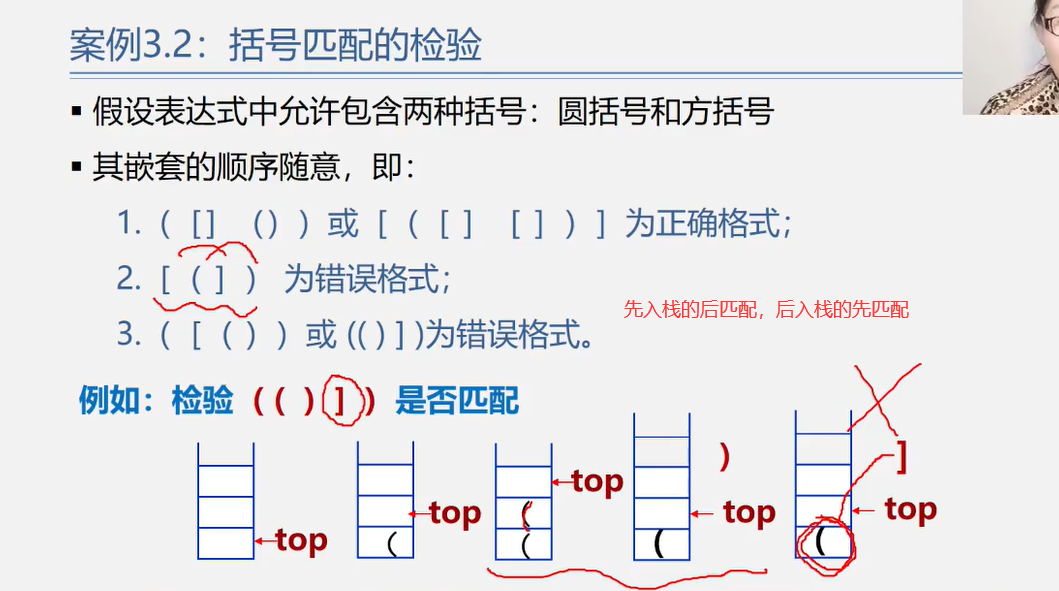 案例3.2：括号匹配的检验
▪ 假设表达式中允许包含两种括号：圆括号和方括号
▪ 其嵌套的顺序随意，即：
1. （ [] （） ）或 [ ( [ ] [ ] ) ] 为正确格式；
2. [ ( ] ) 为错误格式；
先入栈的后匹配，后入栈的先匹配
3. ( [ ( ) ) 或 (( ) ] )为错误格式。
例如：检验 ( ( ) ] ) 是否匹配
top
(
top
(
(
top
(
)
top
(
]
top